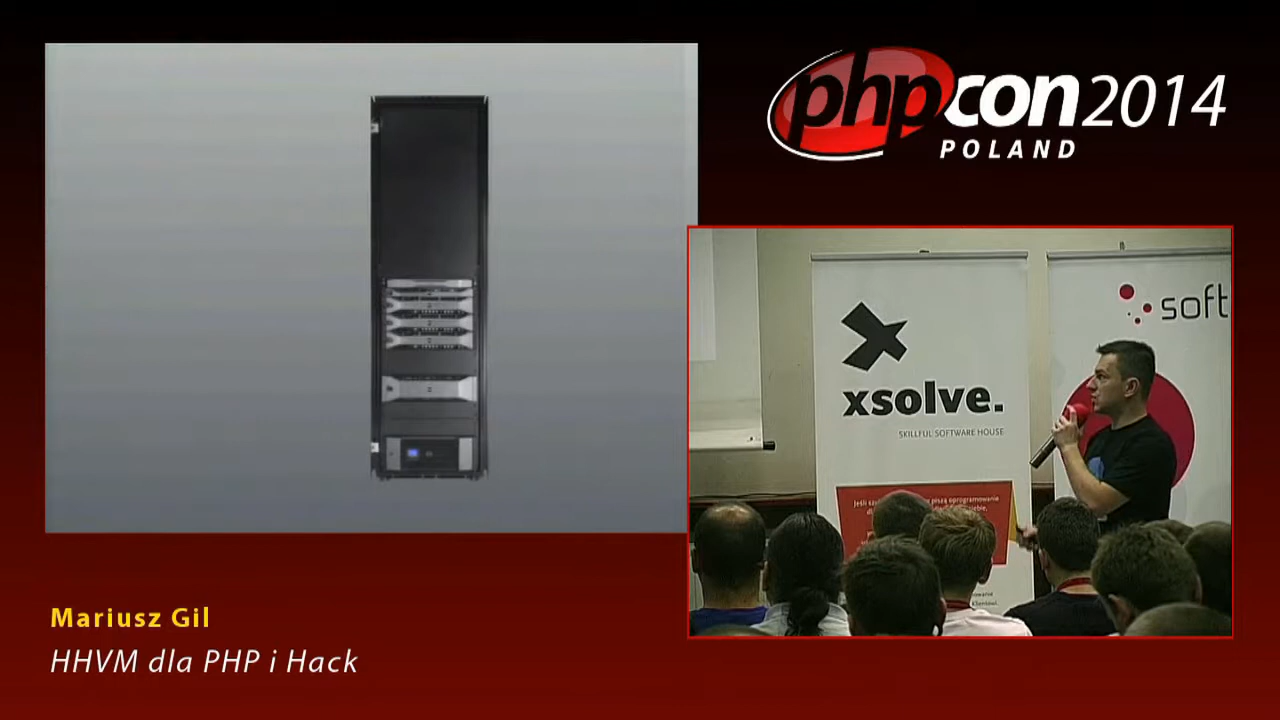 phpcon2014
POLAND
xsolve.
SKILLFUL SOFTWARE HOUSE
soft
Mariusz Gil
HHVM dla PHP i Hack